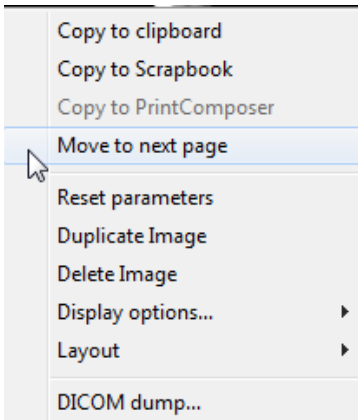 Copy to clipboard
Copy to Scrapbook
Copy to PrintComposer
Move to next page
Reset parameters
Duplicate Image
Delete Image
Display options...
Layout
DICOM dump...